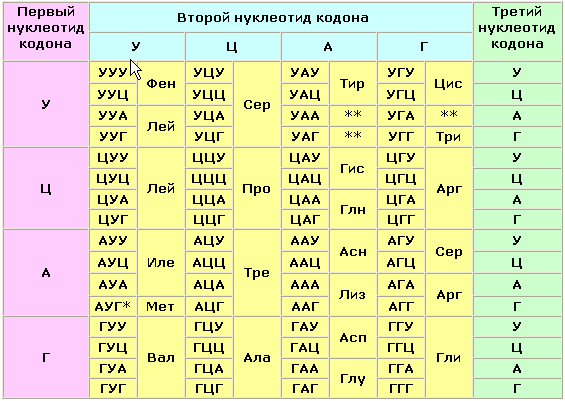 Первый нуклеотид кодона Второй нуклеотид кодона Третий нуклеотид кодона
У Ц А Г
У УУУ Фен УЦУ Сер УАУ Тир УГУ Цис У
УУЦ УЦЦ УАЦ УГЦ Ц
УУА Лей УЦА УАА ** УГА ** А
УУГ УЦГ УАГ ** УГГ Три Г
Ц ЦУУ Лей ЦЦУ Про ЦАУ Гис ЦГУ Арг У
ЦУЦ ЦЦЦ ЦАЦ ЦГЦ Ц
ЦУА ЦЦА ЦАА Глн ЦГА А
ЦУГ ЦЦГ ЦАГ ЦГГ Г
А АУУ Иле АЦУ Тре ААУ Асн АГУ Сер У
АУЦ АЦЦ ААЦ АГЦ Ц
АУА АЦА ААА Лиз АГА Арг А
АУГ* Мет АЦГ ААГ АГГ Г
Г ГУУ Вал ГЦУ Ала ГАУ Асп ГГУ Гли У
ГУЦ ГЦЦ ГАЦ ГГЦ Ц
ГУА ГЦА ГАА Глу ГГА А
ГУГ ГЦГ ГАГ ГГГ Г